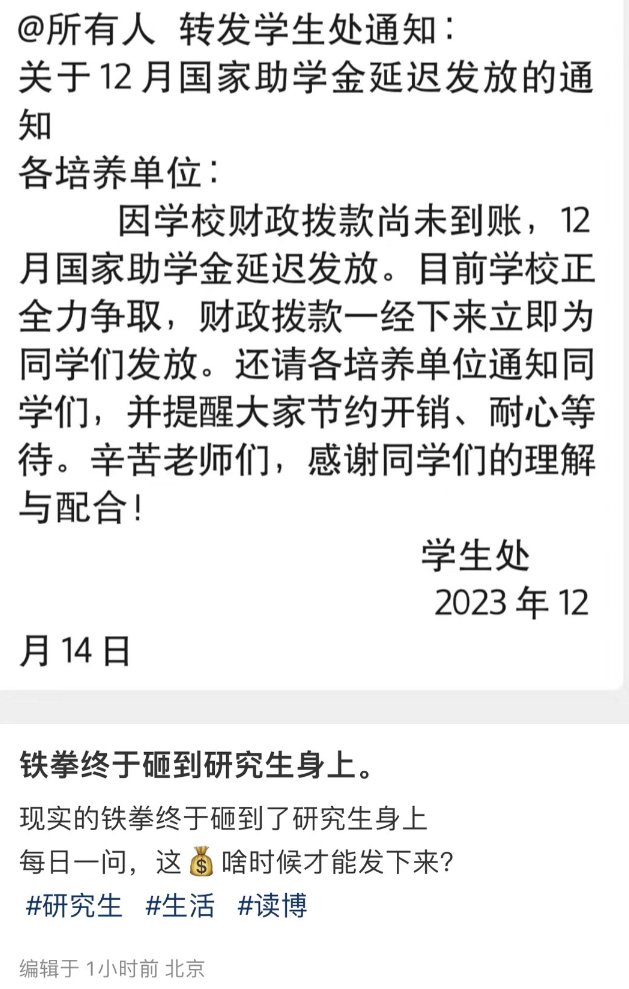 @所有人 转发学生处通知：
关于12月国家助学金延迟发放的通
知
各培养单位：
因学校财政拨款尚未到账，12
月国家助学金延迟发放。目前学校正
全力争取，财政拨款一经下来立即为
同学们发放。还请各培养单位通知同
学们，并提醒大家节约开销、耐心等
待。辛苦老师们，感谢同学们的理解
与配合！
学生处
2023年12
月14日
铁拳终于砸到研究生身上。
现实的铁拳终于砸到了研究生身上
每日一问，这💰啥时候才能发下来？
#研究生 #生活 #读博
编辑于 1小时前 北京